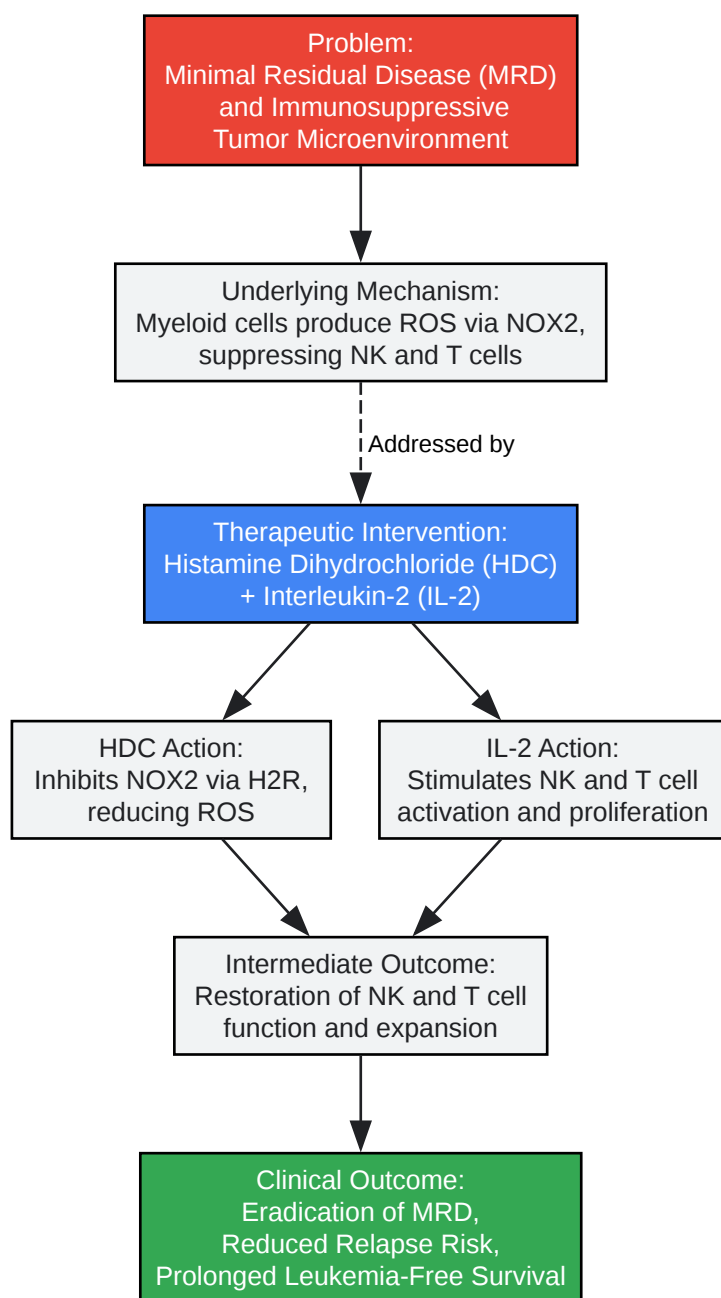 Problem:
Minimal Residual Disease (MRD)
and Immunosuppressive
Tumor Microenvironment
Underlying Mechanism:
Myeloid cells produce ROS via NOX2,
suppressing NK and T cells
Addressed by
Therapeutic Intervention:
Histamine Dihydrochloride (HDC)
+ Interleukin-2 (IL-2)
HDC Action:
Inhibits NOX2 via H2R,
reducing ROS
IL-2 Action:
Stimulates NK and T cell
activation and proliferation
Intermediate Outcome:
Restoration of NK and T cell
function and expansion
Clinical Outcome:
Eradication of MRD,
Reduced Relapse Risk,
Prolonged Leukemia-Free Survival